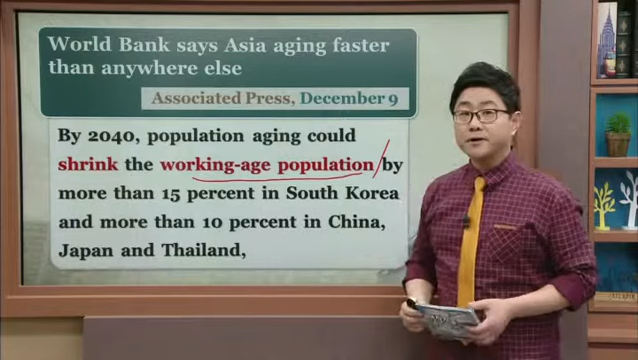 World Bank says Asia aging faster
than anywhere else
Associated Press, December 9
By 2040, population aging could
shrink the working-age population by
more than 15 percent in South Korea
and more than 10 percent in China,
Japan and Thailand,